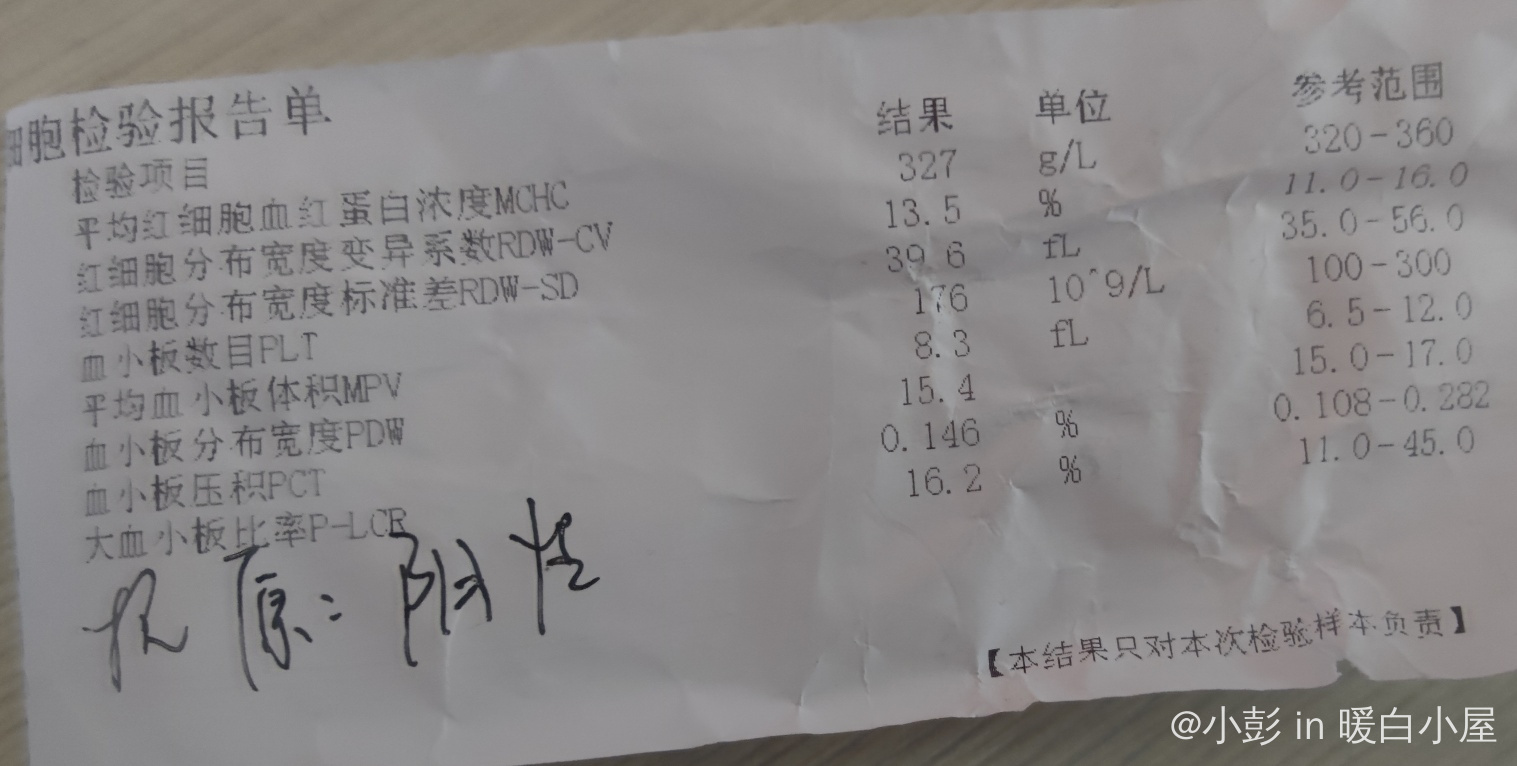 细胞检验报告单
检验项目 结果 单位 参考范围
平均红细胞血红蛋白浓度MCHC 327 g/L 320-360
红细胞分布宽度变异系数RDW-CV 13.5 % 11.0-16.0
红细胞分布宽度标准差RDW-SD 39.6 fL 35.0-56.0
血小板数目PLT 176 10^9/L 100-300
平均血小板体积MPV 8.3 fL 6.5-12.0
血小板分布宽度PDW 15.4 15.0-17.0
血小板压积PCT 0.146 % 0.108-0.282
大血小板比率P-LCR 16.2 % 11.0-45.0
抗原:阴性
【本结果只对本次检验样本负责】
@小彭 in 暖白小屋